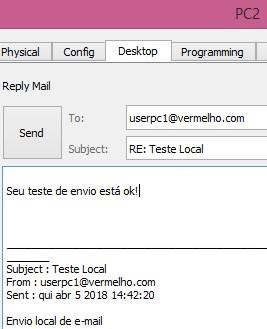 PC2
Physical Config Desktop Programming
Reply Mail
Send
To: userpc1@vermelho.com
Subject: RE: Teste Local
Seu teste de envio está ok!
Subject : Teste Local
From : userpc1@vermelho.com
Sent : qui abr 5 2018 14:42:20
Envio local de e-mail